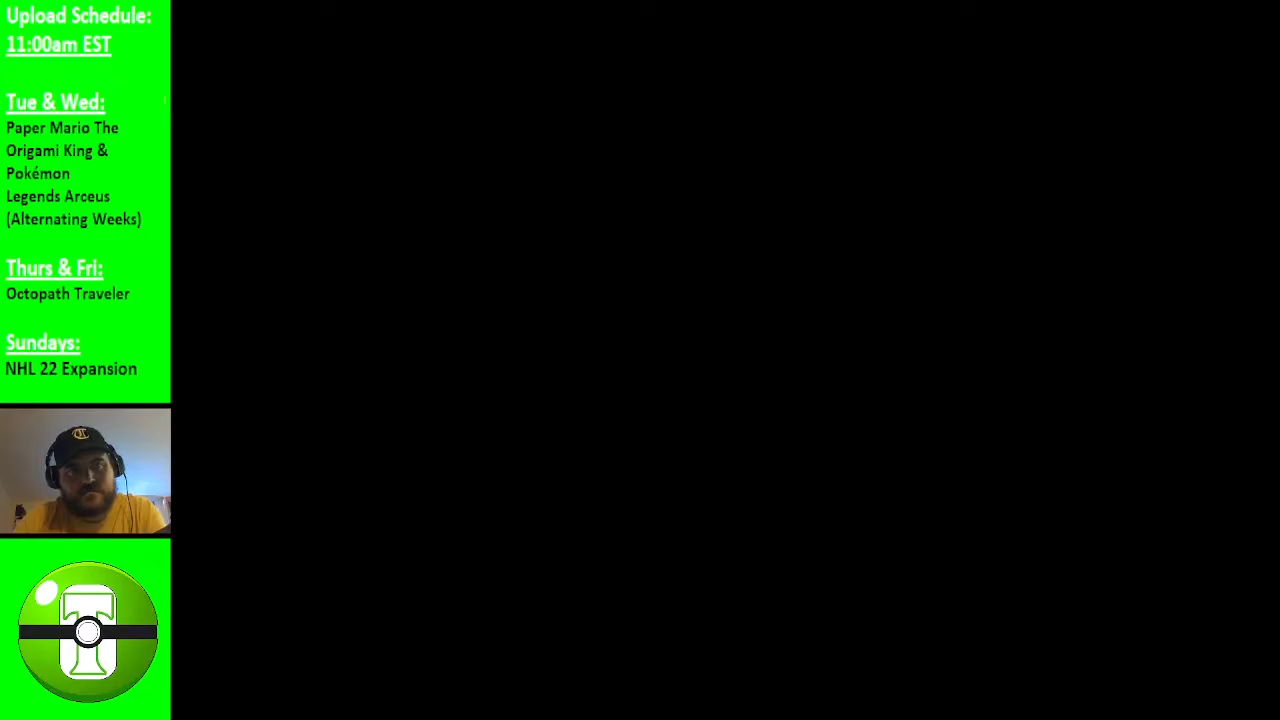 Upload Schedule:
11:00am EST
Tue & Wed:
Paper Mario The
Origami King &
Pokémon
Legends Arceus
(Alternating Weeks)
Thurs & Fri:
Octopath Traveler
Sundays:
NHL 22 Expansion
T